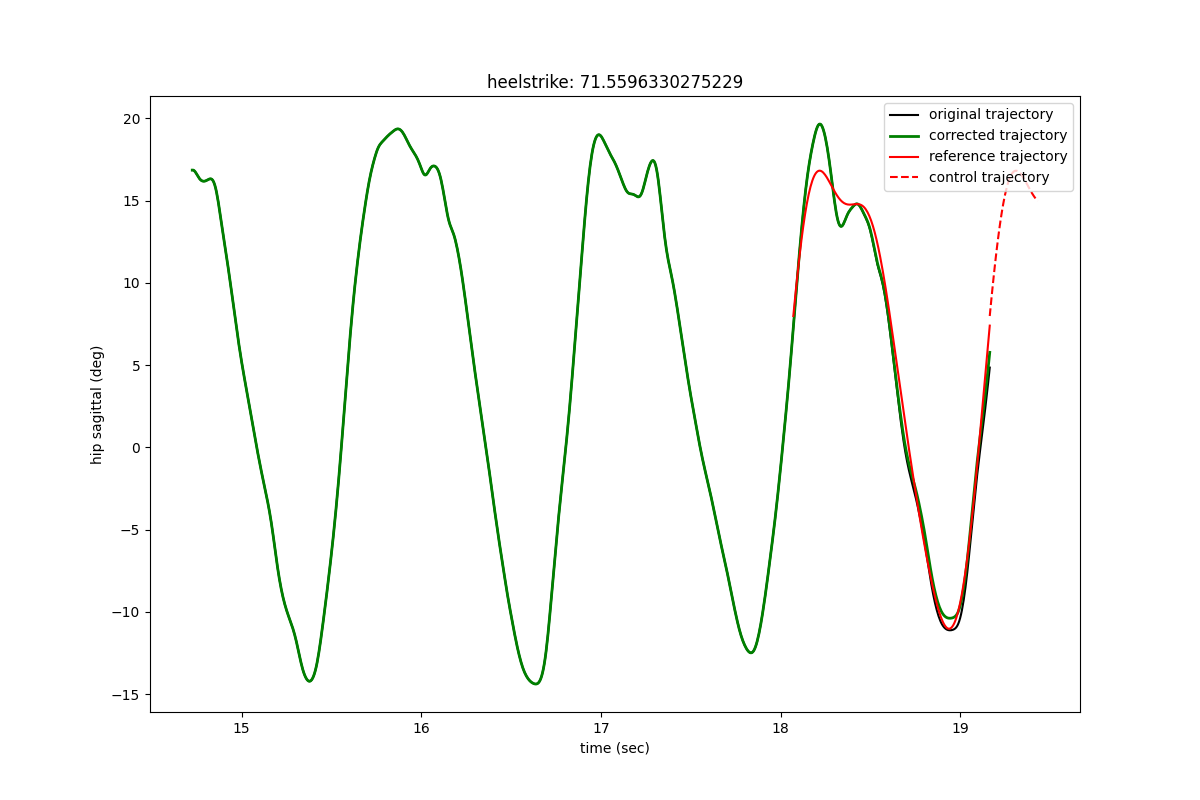 heelstrike: 71.5596330275229
original trajectory
corrected trajectory
reference trajectory
control trajectory
20
15
10
5
0
−5
−10
−15
hip sagittal (deg)
15 16 17 18 19
time (sec)